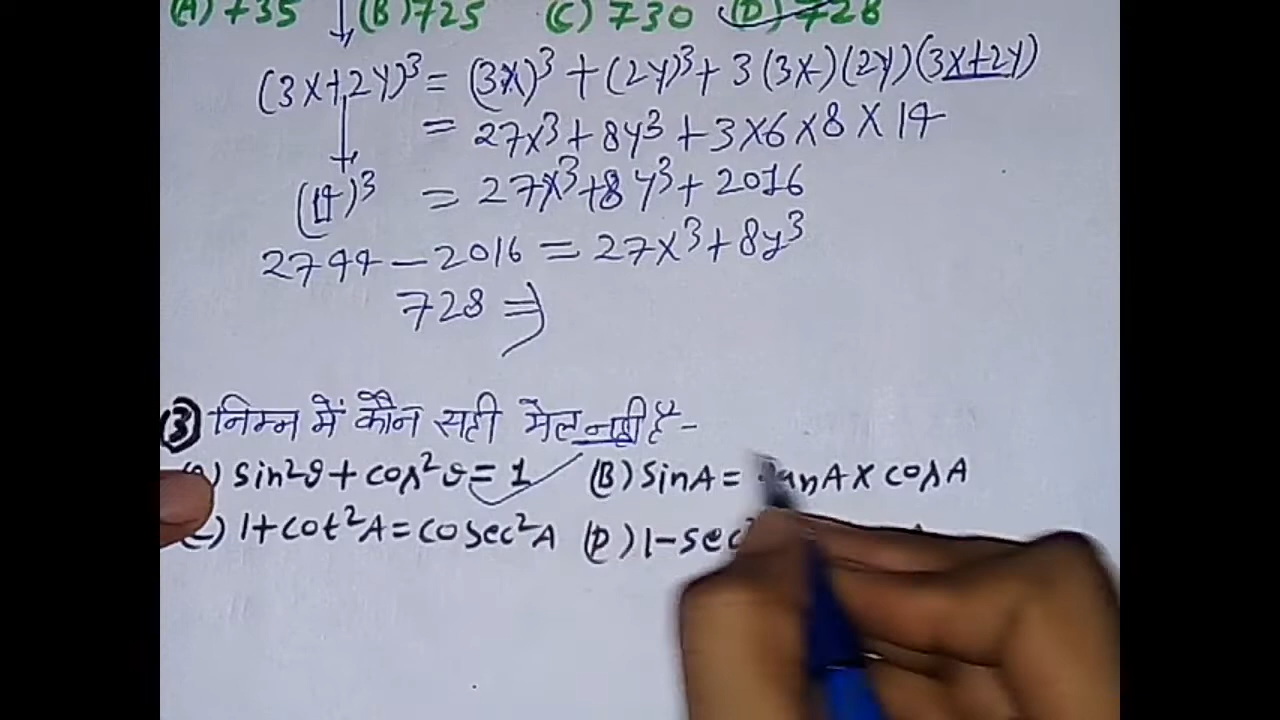 (A) 735 (B) 725 (C) 730 (D) 728
(3x+2y)³ = (3x)³ + (2y)³ + 3(3x)(2y)(3x+2y)
= 27x³ + 8y³ + 3×6×8×14
(14)³ = 27x³+8y³+2016
2744 - 2016 = 27x³+8y³
728 ⇒
(3) निम्न में कौन सही मेल नहीं है -
sin²θ + cos²θ = 1 (B) sinA = tanA × cosA
1+cot²A = cosec²A (D) 1-sec²